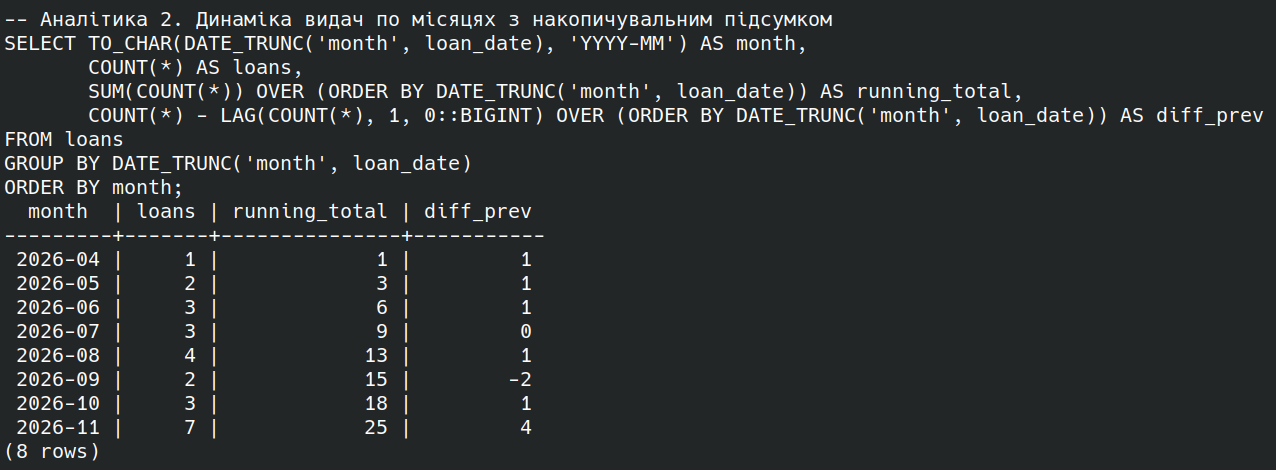 -- Аналітика 2. Динаміка видач по місяцях з накопичувальним підсумком
SELECT TO_CHAR(DATE_TRUNC('month', loan_date), 'YYYY-MM') AS month,
       COUNT(*) AS loans,
       SUM(COUNT(*)) OVER (ORDER BY DATE_TRUNC('month', loan_date)) AS running_total,
       COUNT(*) - LAG(COUNT(*), 1, 0::BIGINT) OVER (ORDER BY DATE_TRUNC('month', loan_date)) AS diff_prev
FROM loans
GROUP BY DATE_TRUNC('month', loan_date)
ORDER BY month;
  month  | loans | running_total | diff_prev
---------+-------+---------------+-----------
 2026-04 |     1 |             1 |         1
 2026-05 |     2 |             3 |         1
 2026-06 |     3 |             6 |         1
 2026-07 |     3 |             9 |         0
 2026-08 |     4 |            13 |         1
 2026-09 |     2 |            15 |        -2
 2026-10 |     3 |            18 |         1
 2026-11 |     7 |            25 |         4
(8 rows)